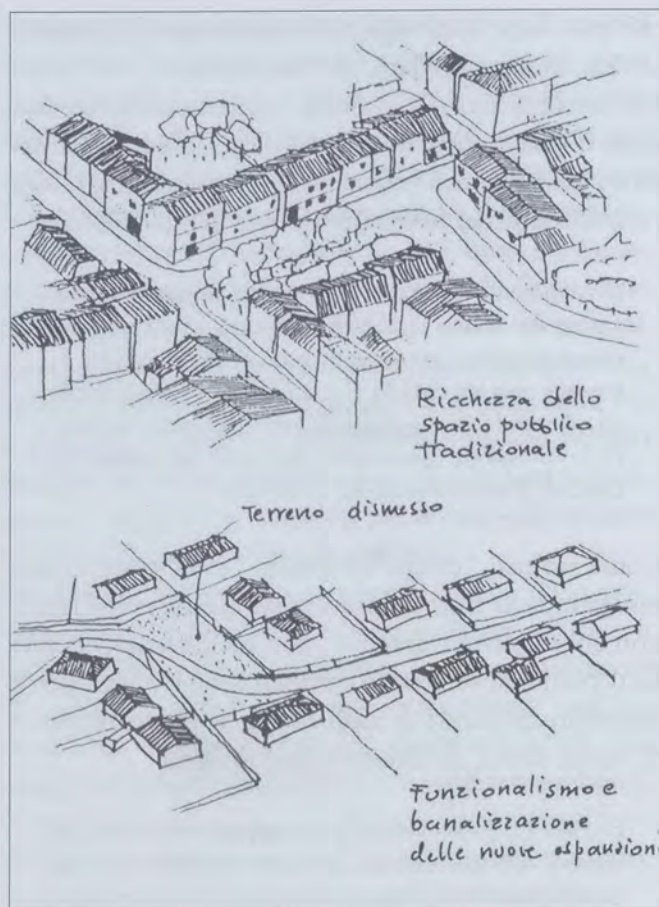 Ricchezza dello
spazio pubblico
tradizionale
Terreno dismesso
Funzionalismo e
banalizzazione
delle nuove espansioni